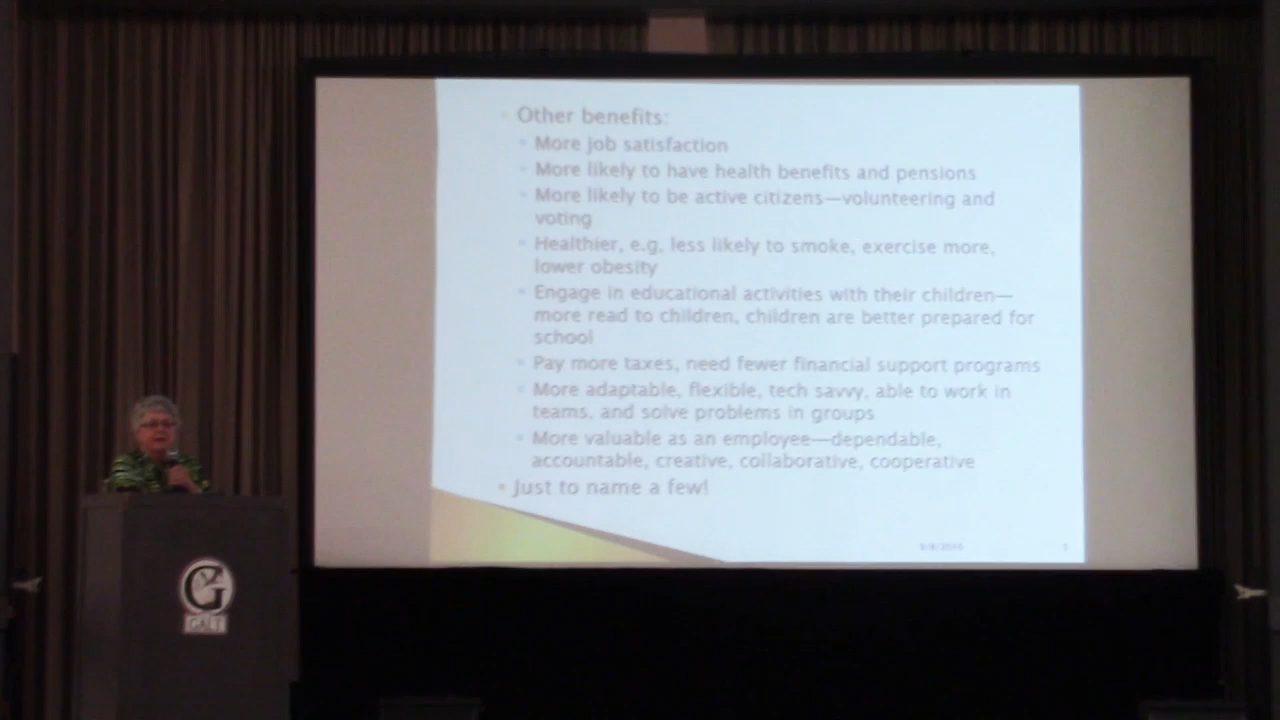 Other benefits:
More job satisfaction
More likely to have health benefits and pensions
More likely to be active citizens—volunteering and
voting
Healthier, e.g, less likely to smoke, exercise more,
lower obesity
Engage in educational activities with their children—
more read to children, children are better prepared for
school
Pay more taxes, need fewer financial support programs
More adaptable, flexible, tech savvy, able to work in
teams, and solve problems in groups
More valuable as an employee—dependable,
accountable, creative, collaborative, cooperative
Just to name a few!
G
GALT